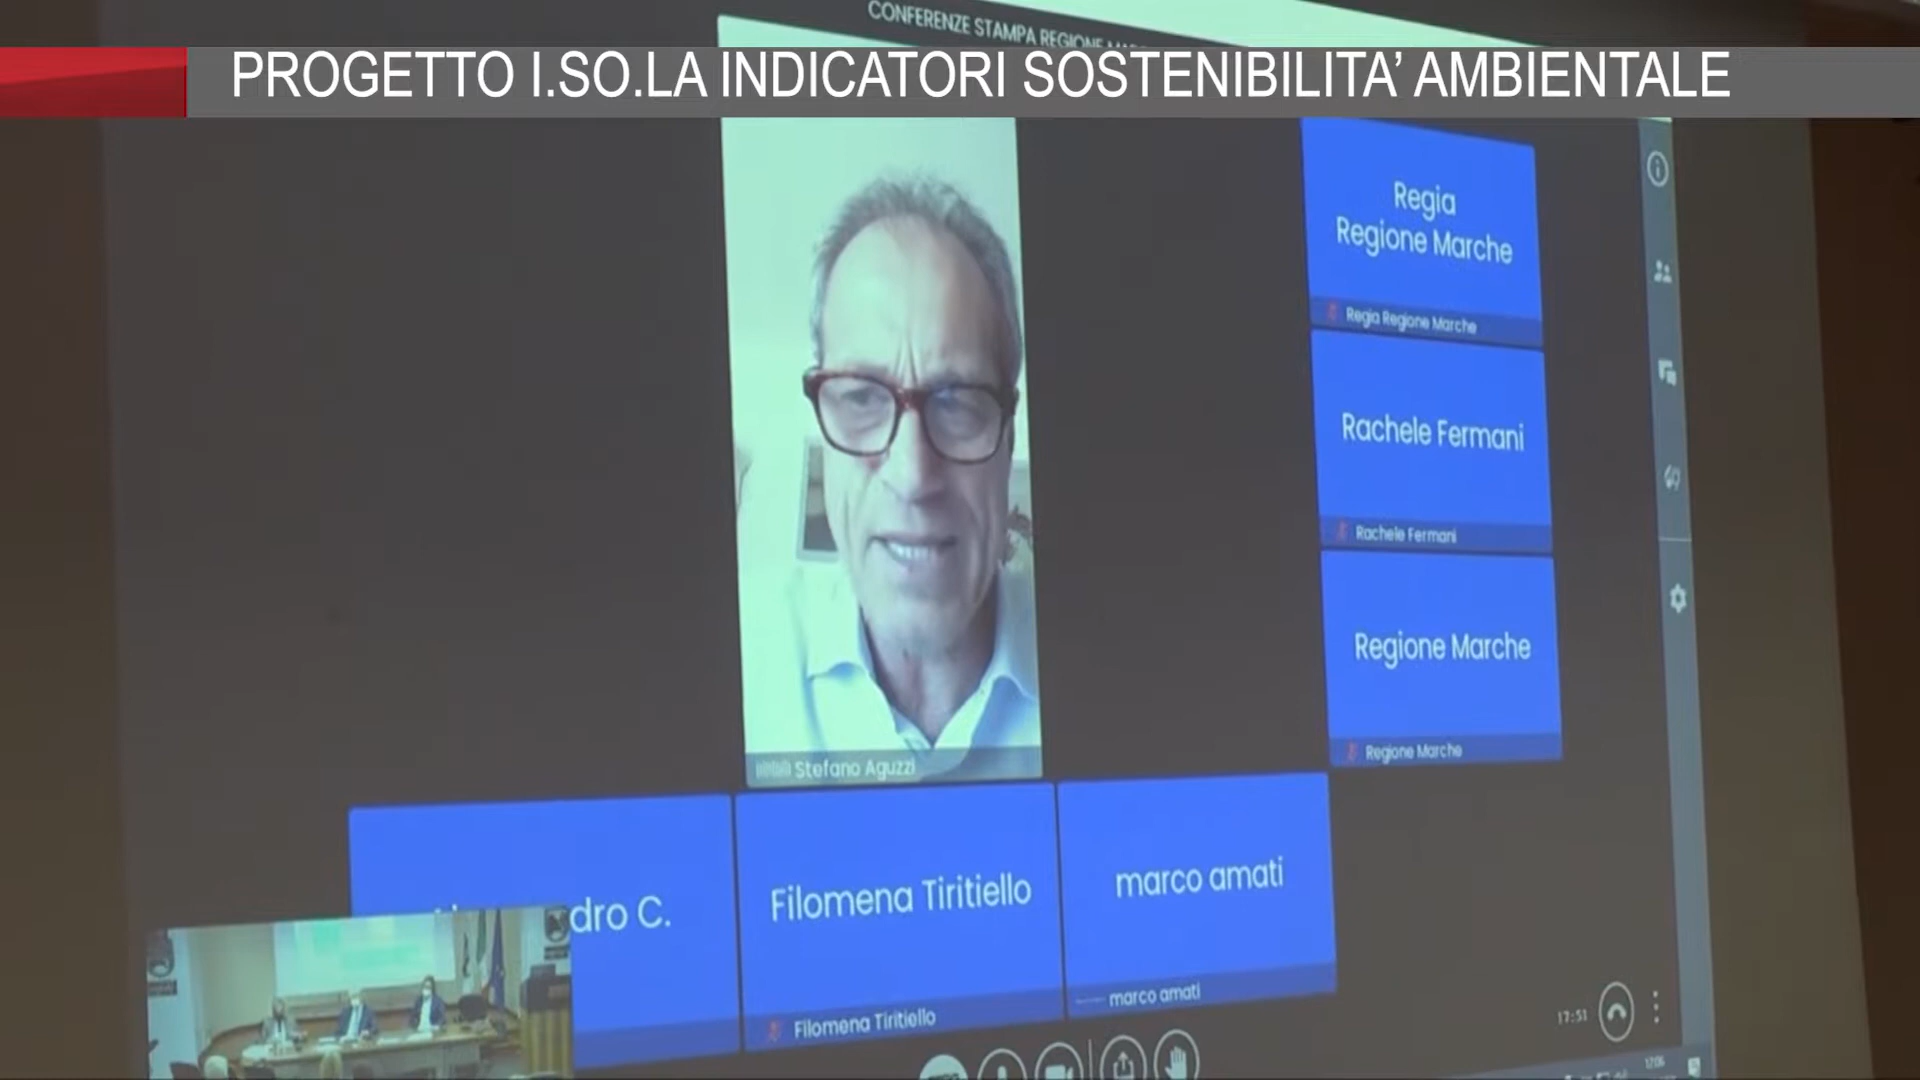 CONFERENZE STAMPA REGIONE
PROGETTO I.SO.LA INDICATORI SOSTENIBILITA’ AMBIENTALE
Regia
Regione Marche
Regia Regione Marche
Rachele Fermani
Rachele Fermani
Regione Marche
Regione Marche
Stefano Aguzzi
dro C.
Filomena Tiritiello
Filomena Tiritiello
marco amati
marco amati
17:51